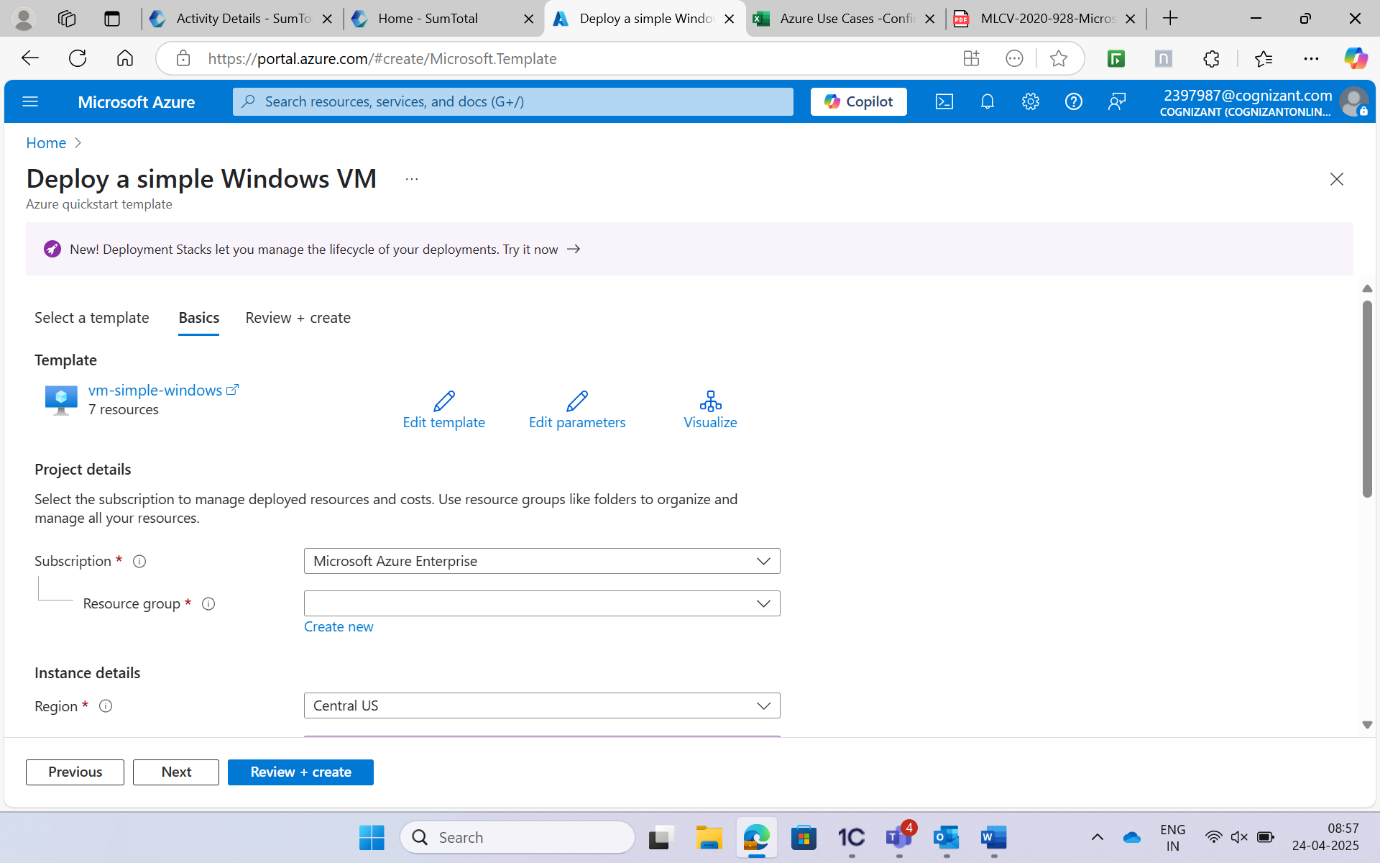 Activity Details - SumTo
Home - SumTotal
Deploy a simple Windo
Azure Use Cases -Confi
MLCV-2020-928-Micros
https://portal.azure.com/#create/Microsoft.Template
Microsoft Azure
Search resources, services, and docs (G+/)
Copilot
2397987@cognizant.com
COGNIZANT (COGNIZANTONLIN...
Home
Deploy a simple Windows VM
...
Azure quickstart template
New! Deployment Stacks let you manage the lifecycle of your deployments. Try it now →
Select a template
Basics
Review + create
Template
vm-simple-windows
7 resources
Edit template
Edit parameters
Visualize
Project details
Select the subscription to manage deployed resources and costs. Use resource groups like folders to organize and
manage all your resources.
Subscription *
Microsoft Azure Enterprise
Resource group *
Create new
Instance details
Region *
Central US
Previous
Next
Review + create
Search
1C
4
ENG
IN
08:57
24-04-2025